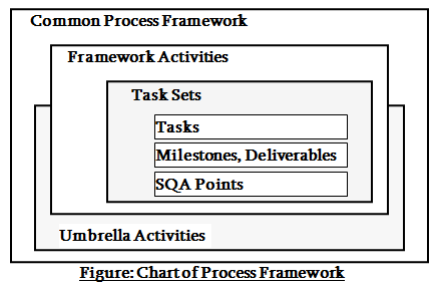 Common Process Framework
Framework Activities
Task Sets
Tasks
Milestones, Deliverables
SQA Points
Umbrella Activities
Figure: Chart of Process Framework